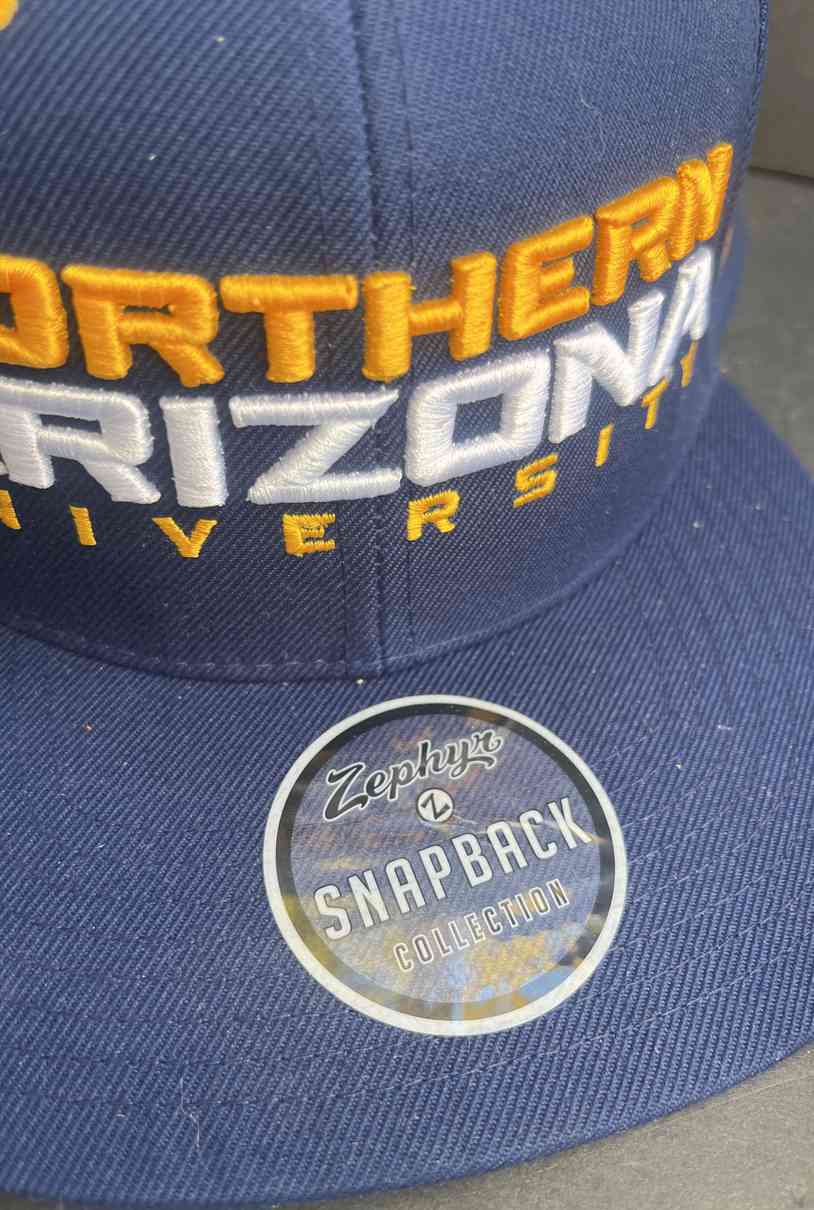 ORTHERN
RIZONA
IVERSITY
Zephyr
Z
SNAPBACK
COLLECTION